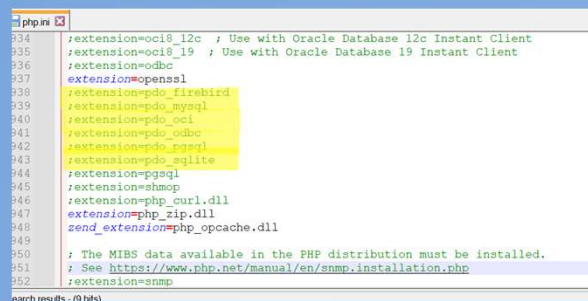 php.ini
934 ;extension=oci8_12c ; Use with Oracle Database 12c Instant Client
935 ;extension=oci8_19 ; Use with Oracle Database 19 Instant Client
936 ;extension=odbc
937 extension=openssl
938 ;extension=pdo_firebird
939 ;extension=pdo_mysql
940 ;extension=pdo_oci
941 ;extension=pdo_odbc
942 ;extension=pdo_pgsql
943 ;extension=pdo_sqlite
944 ;extension=pgsql
945 ;extension=shmop
946 ;extension=php_curl.dll
947 extension=php_zip.dll
948 zend_extension=php_opcache.dll
949
950 ; The MIBS data available in the PHP distribution must be installed.
951 ; See https://www.php.net/manual/en/snmp.installation.php
952 ;extension=snmp
earch results - (9 hits)